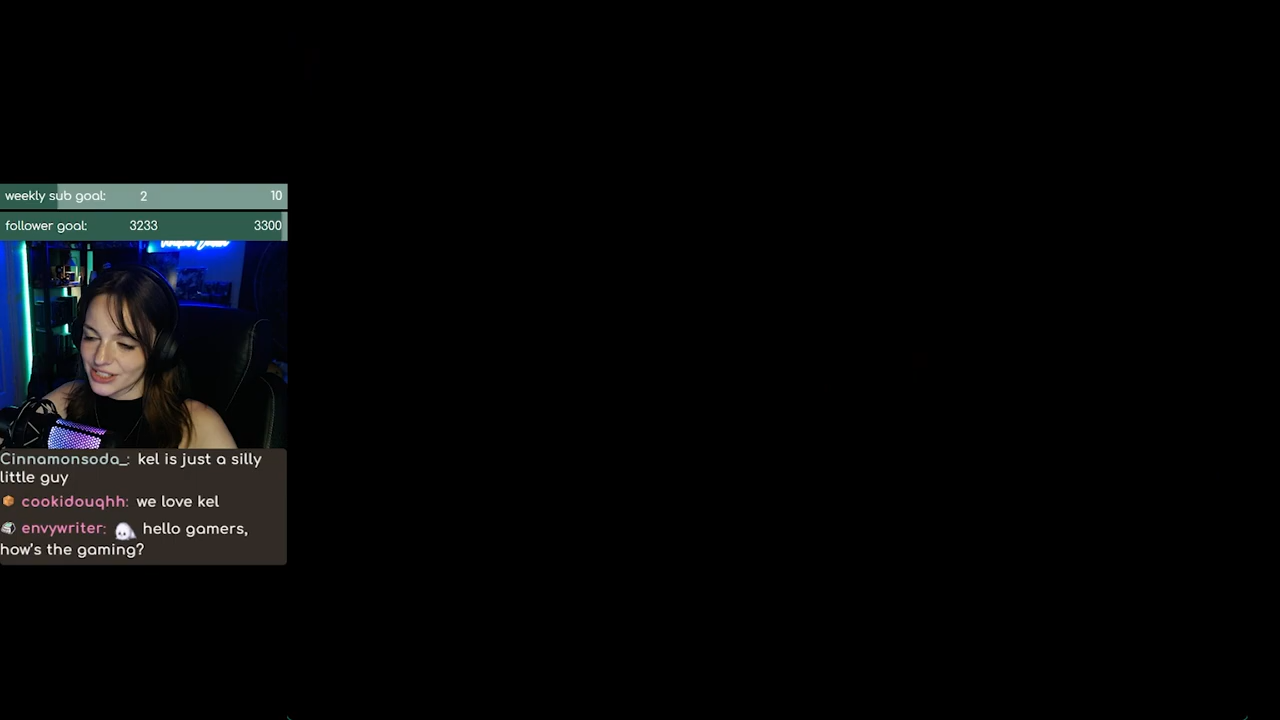 weekly sub goal: 2 10
follower goal: 3233 3300
Cinnamonsoda_: kel is just a silly
little guy
cookidouqhh: we love kel
envywriter: hello gamers,
how's the gaming?